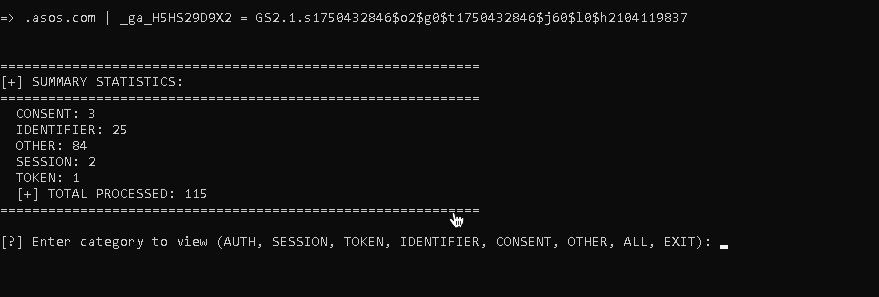 => .asos.com | _ga_H5HS29D9X2 = GS2.1.s1750432846$o2$g0$t1750432846$j60$l0$h2104119837
============================================================
[+] SUMMARY STATISTICS:
============================================================
CONSENT: 3
IDENTIFIER: 25
OTHER: 84
SESSION: 2
TOKEN: 1
[+] TOTAL PROCESSED: 115
============================================================
[?] Enter category to view (AUTH, SESSION, TOKEN, IDENTIFIER, CONSENT, OTHER, ALL, EXIT): _